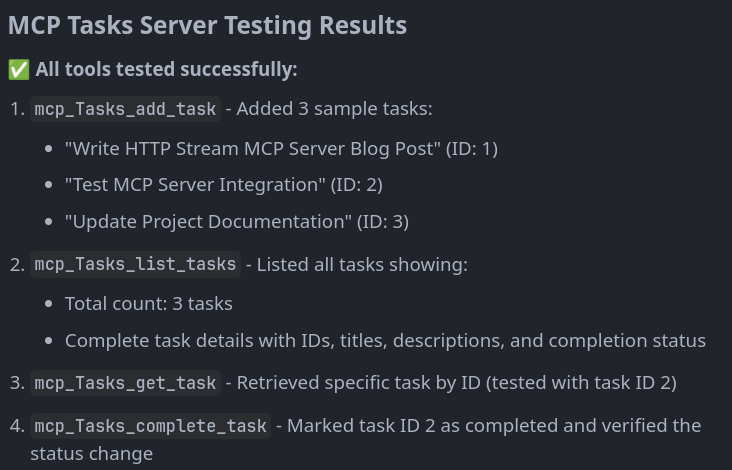 MCP Tasks Server Testing Results
✅ All tools tested successfully:
1. mcp_Tasks_add_task - Added 3 sample tasks:
• "Write HTTP Stream MCP Server Blog Post" (ID: 1)
• "Test MCP Server Integration" (ID: 2)
• "Update Project Documentation" (ID: 3)
2. mcp_Tasks_list_tasks - Listed all tasks showing:
• Total count: 3 tasks
• Complete task details with IDs, titles, descriptions, and completion status
3. mcp_Tasks_get_task - Retrieved specific task by ID (tested with task ID 2)
4. mcp_Tasks_complete_task - Marked task ID 2 as completed and verified the
status change